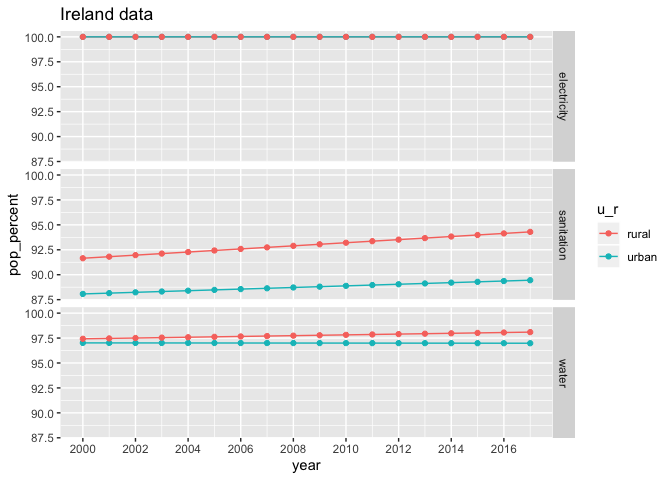 Ireland data
100.0
97.5
95.0
92.5
90.0
87.5
electricity
100.0
97.5
95.0
92.5
90.0
87.5
sanitation
100.0
97.5
95.0
92.5
90.0
87.5
water
pop_percent
2000 2002 2004 2006 2008 2010 2012 2014 2016
year
u_r
rural
urban